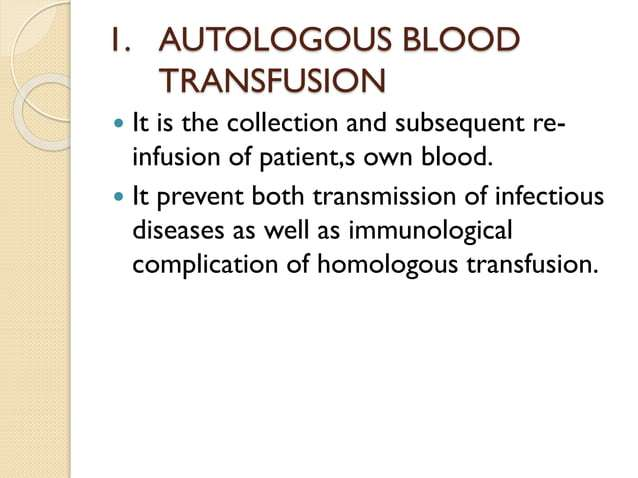 1. AUTOLOGOUS BLOOD
TRANSFUSION
• It is the collection and subsequent re-
infusion of patient,s own blood.
• It prevent both transmission of infectious
diseases as well as immunological
complication of homologous transfusion.